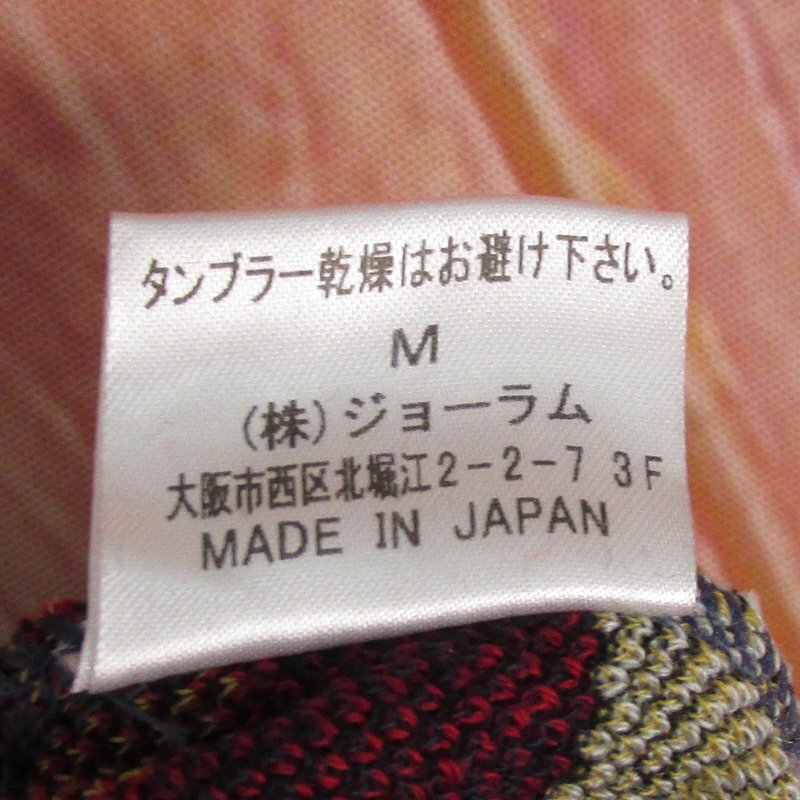 タンブラー乾燥はお避け下さい。
M
(株)ジョーラム
大阪市西区北堀江2-2-7 3F
MADE IN JAPAN